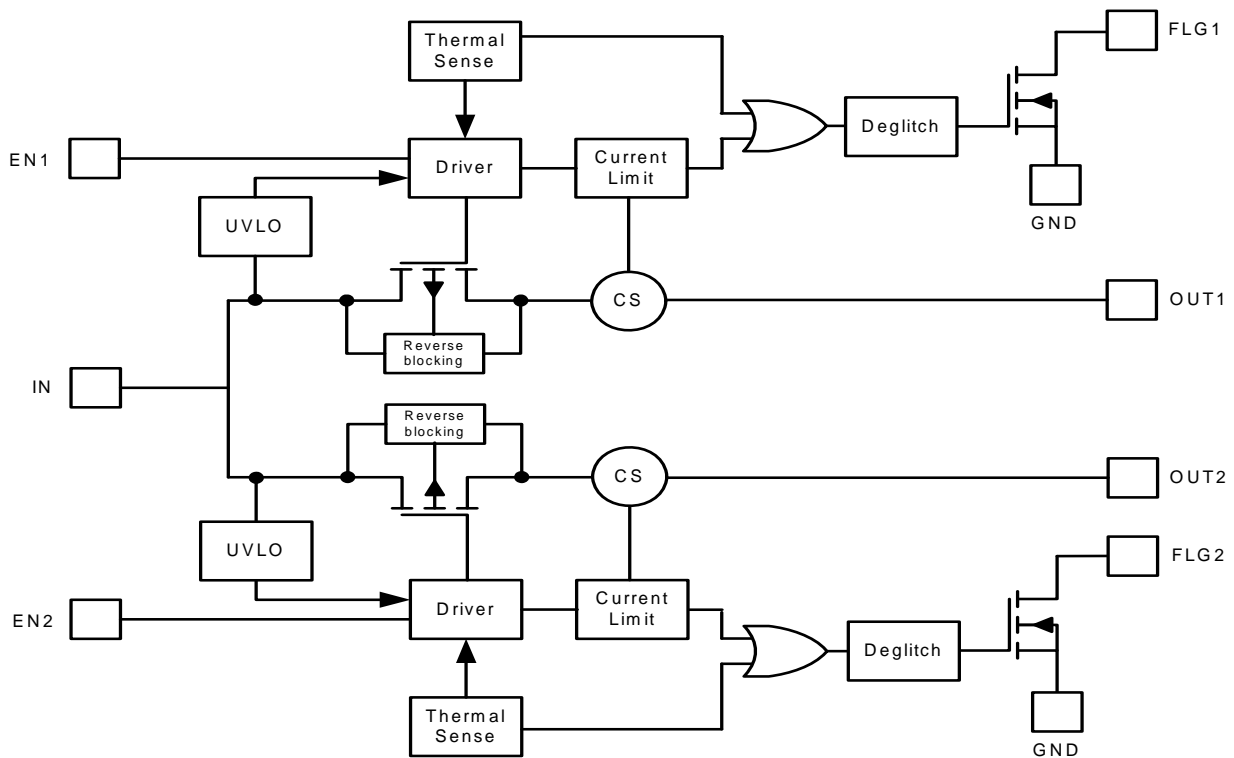 Thermal
Sense
FLG1
EN1
Driver
Current
Limit
Deglitch
GND
UVLO
CS
OUT1
Reverse
blocking
IN
Reverse
blocking
CS
OUT2
UVLO
FLG2
EN2
Driver
Current
Limit
Deglitch
Thermal
Sense
GND